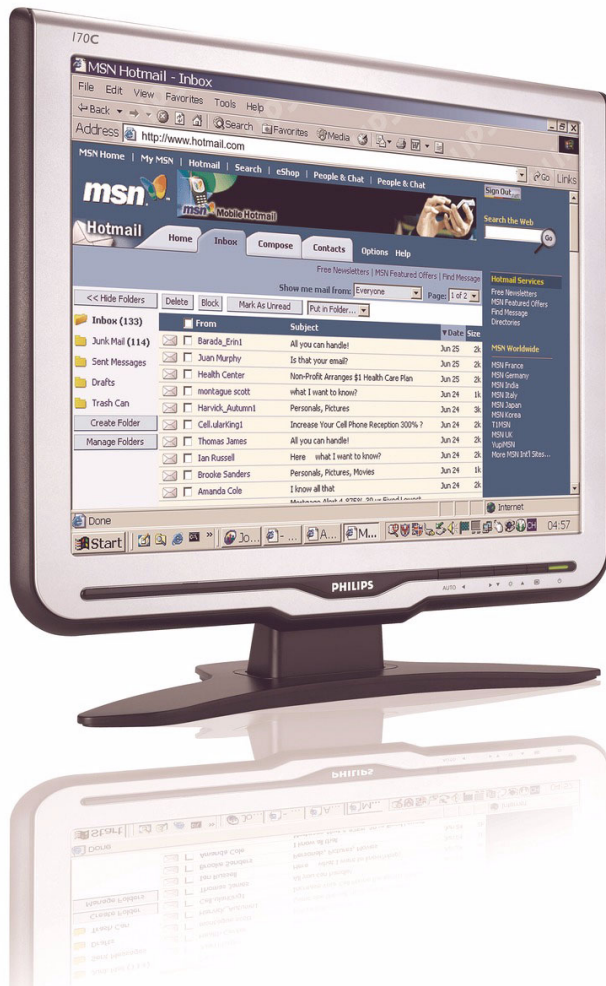 170C
MSN Hotmail - Inbox
File Edit View Favorites Tools Help
Back Search Favorites Media
Address http://www.hotmail.com Go Links
MSN Home | My MSN | Hotmail | Search | eShop | People & Chat | People & Chat
Sign Out
msn
msn Mobile Hotmail
Search the Web
Go
Hotmail
Home Inbox Compose Contacts Options Help
Free Newsletters | MSN Featured Offers | Find Message
Show me mail from: Everyone Page: 1 of 2
<< Hide Folders Delete Block Mark As Unread Put in Folder...
From Subject Date Size
Inbox (133)
Junk Mail (114)
Sent Messages
Drafts
Trash Can
Create Folder
Manage Folders
Barada_Erin1 All you can handle! Jun 25 2k
Juan Murphy Is that your email? Jun 25 2k
Health Center Non-Profit Arranges $1 Health Care Plan Jun 25 2k
montague scott what I want to know? Jun 24 2k
Harvick_Autumn1 Personals, Pictures Jun 24 3k
Cell.ularKing1 Increase Your Cell Phone Reception 300% ? Jun 24 2k
Thomas James All you can handle! Jun 24 2k
Ian Russell Here what I want to know? Jun 24 2k
Brooke Sanders Personals, Pictures, Movies Jun 24 1k
Amanda Cole I know all that Jun 24 2k
Hotmail Services
Free Newsletters
MSN Featured Offers
Find Message
Directories
MSN Worldwide
MSN France
MSN Germany
MSN India
MSN Italy
MSN Japan
MSN Korea
T1MSN
MSN UK
YupiMSN
More MSN Int'l Sites...
Done Internet
Start Jo... - ... A... M... CH 04:57
PHILIPS
AUTO